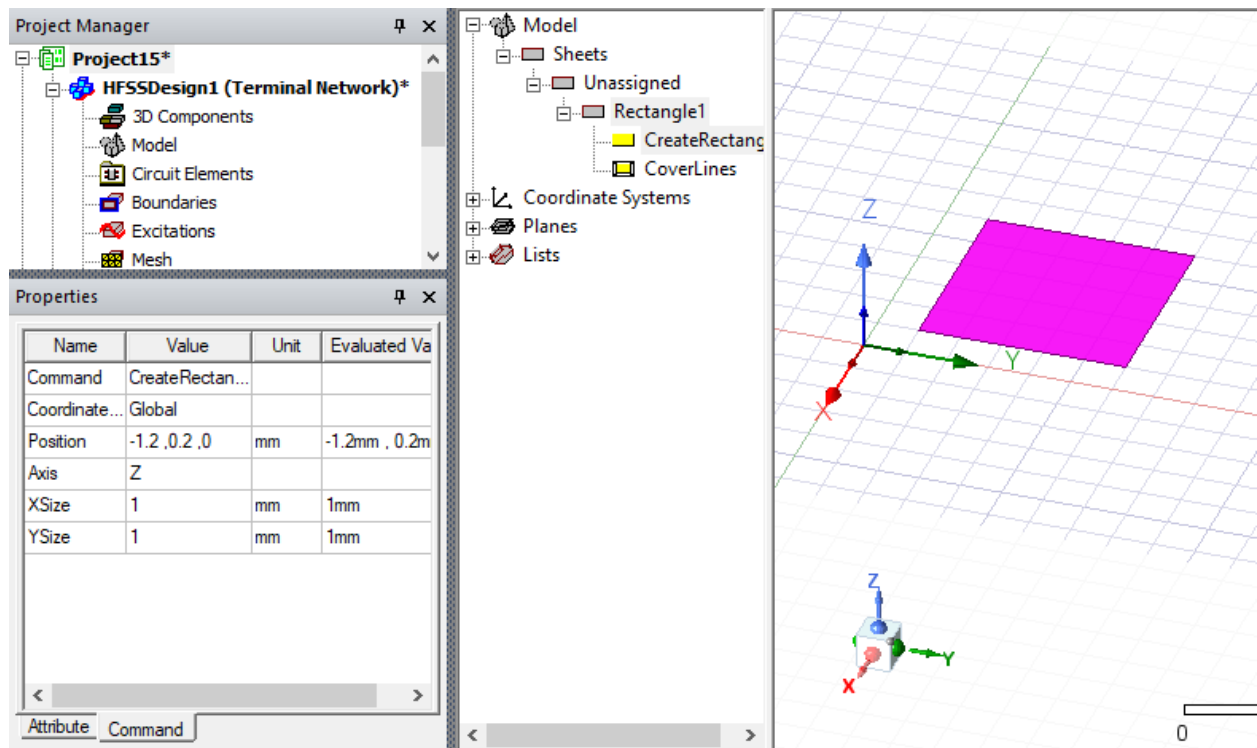 Project Manager
Project15*
HFSSDesign1 (Terminal Network)*
3D Components
Model
Circuit Elements
Boundaries
Excitations
Mesh
Properties
Name Value Unit Evaluated Va
Command CreateRectan...
Coordinate... Global
Position -1.2 ,0.2 ,0 mm -1.2mm , 0.2m
Axis Z
XSize 1 mm 1mm
YSize 1 mm 1mm
Attribute Command
Model
Sheets
Unassigned
Rectangle1
CreateRectang
CoverLines
Coordinate Systems
Planes
Lists
Z
Y
X
Z
Y
X
0